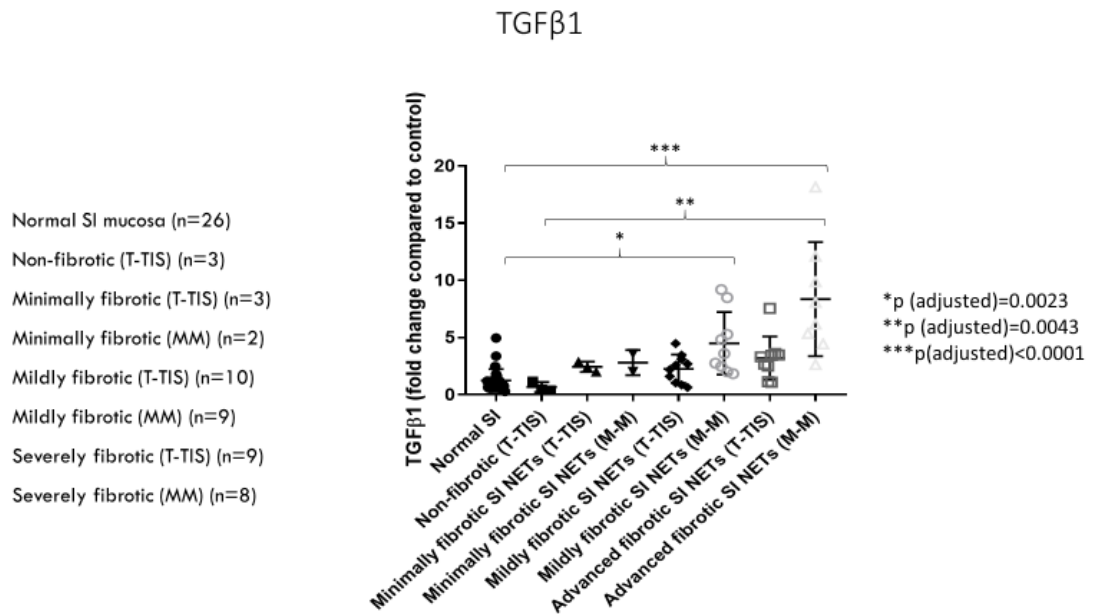 TGFβ1
Normal SI mucosa (n=26)
Non-fibrotic (T-TIS) (n=3)
Minimally fibrotic (T-TIS) (n=3)
Minimally fibrotic (MM) (n=2)
Mildly fibrotic (T-TIS) (n=10)
Mildly fibrotic (MM) (n=9)
Severely fibrotic (T-TIS) (n=9)
Severely fibrotic (MM) (n=8)
TGFβ1 (fold change compared to control)
20
15
10
5
0
***
**
*
Normal SI
Non-fibrotic (T-TIS)
Minimally fibrotic SI NETs (T-TIS)
Minimally fibrotic SI NETs (M-M)
Mildly fibrotic SI NETs (T-TIS)
Mildly fibrotic SI NETs (M-M)
Advanced fibrotic SI NETs (T-TIS)
Advanced fibrotic SI NETs (M-M)
*p (adjusted)=0.0023
**p (adjusted)=0.0043
***p(adjusted)<0.0001